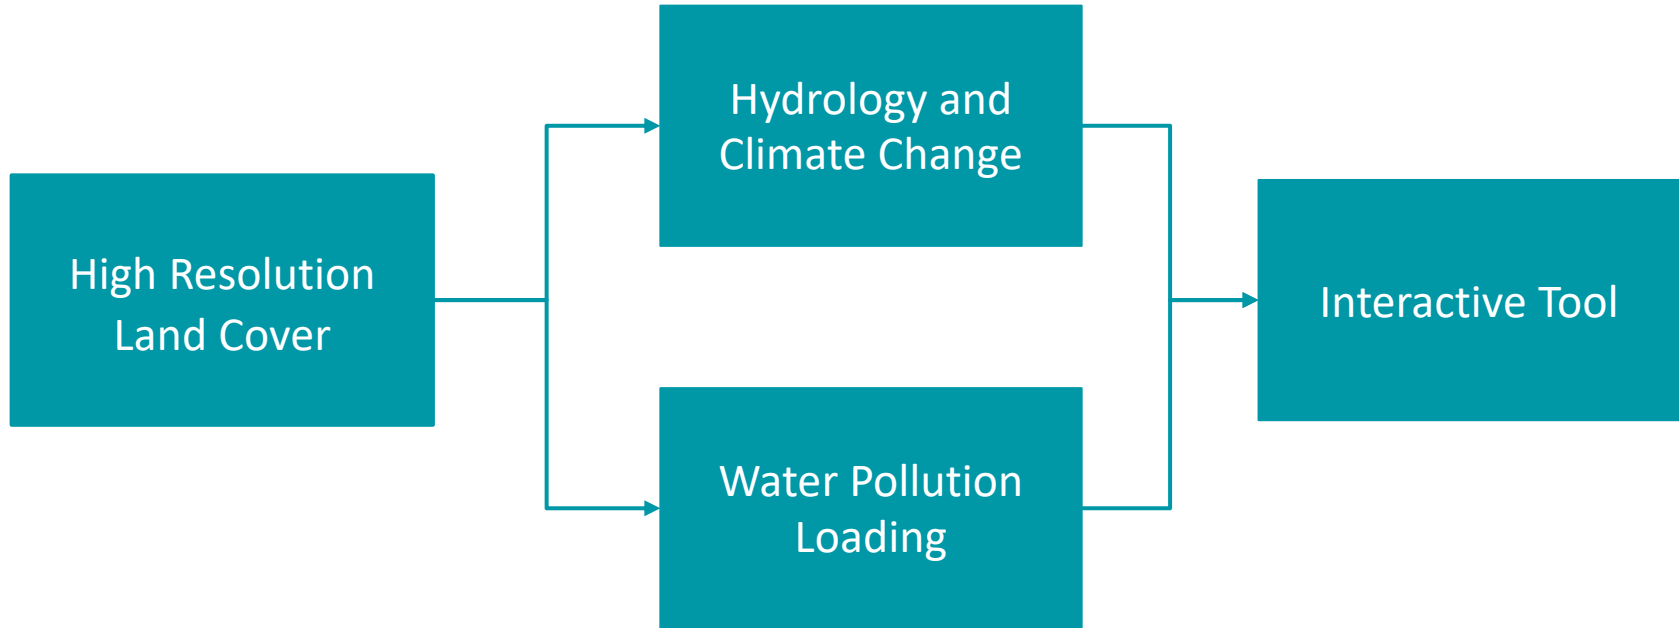 High Resolution
Land Cover
Hydrology and
Climate Change
Water Pollution
Loading
Interactive Tool